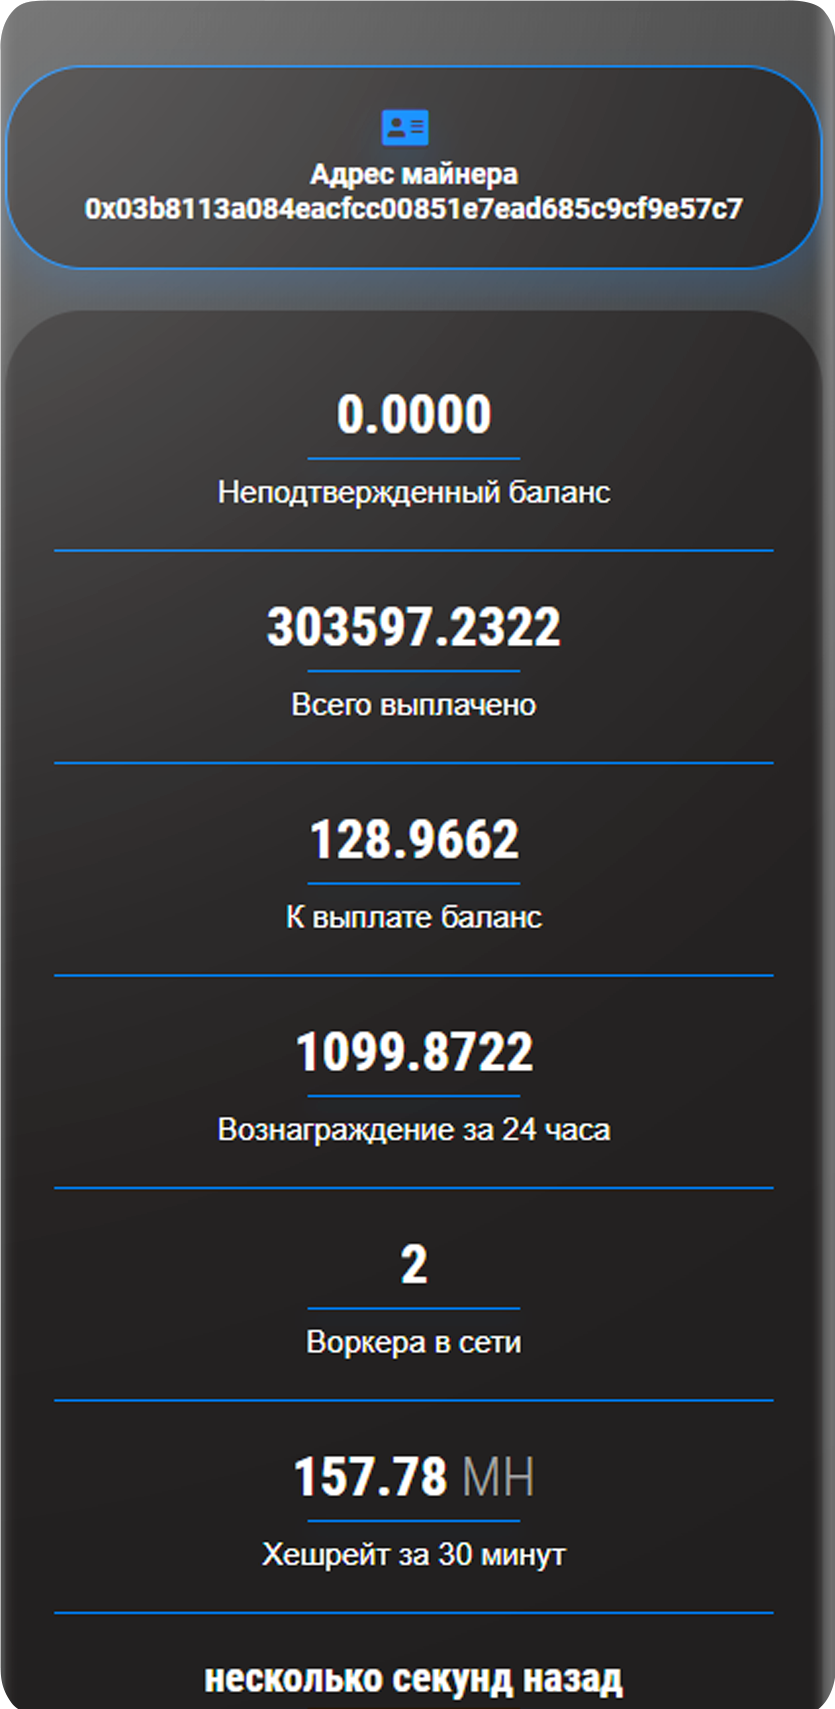 Адрес майнера
0x03b8113a084eacfcc00851e7ead685c9cf9e57c7
0.0000
Неподтвержденный баланс
303597.2322
Всего выплачено
128.9662
К выплате баланс
1099.8722
Вознаграждение за 24 часа
2
Воркера в сети
157.78 MH
Хешрейт за 30 минут
несколько секунд назад